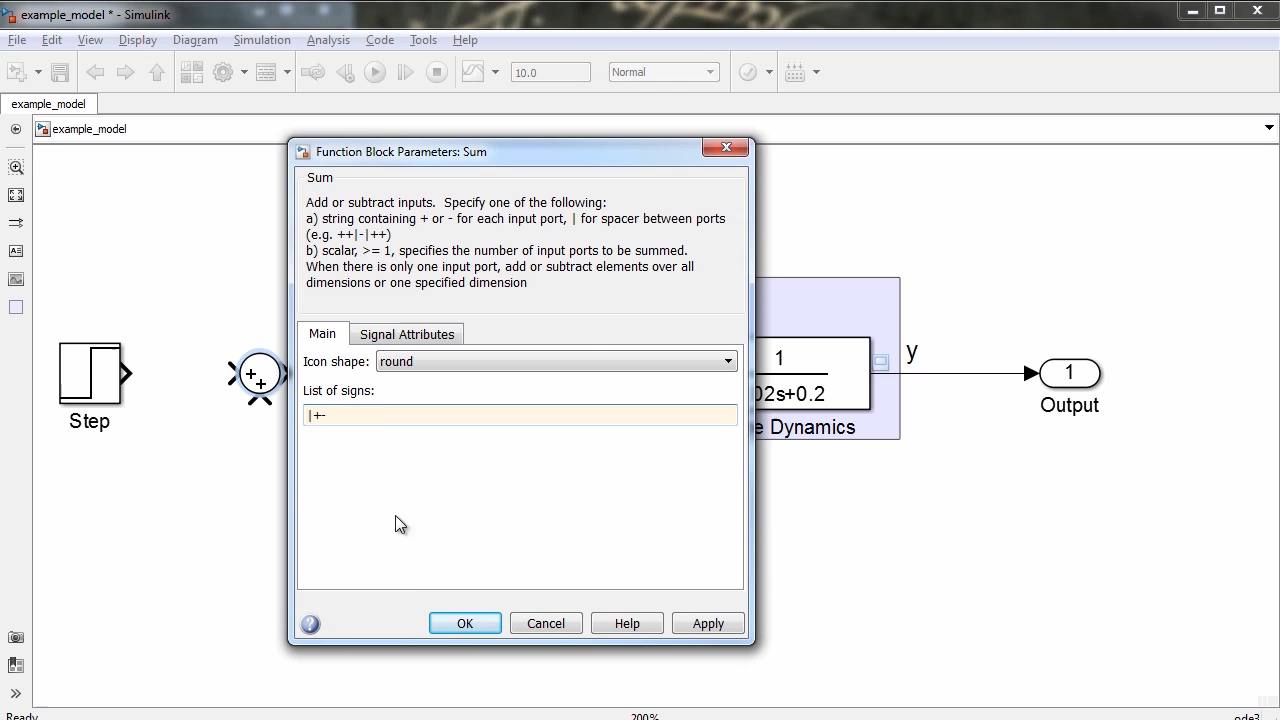 example_model * - Simulink
File Edit View Display Diagram Simulation Analysis Code Tools Help
10.0 Normal
example_model
example_model
Function Block Parameters: Sum
Sum
Add or subtract inputs.  Specify one of the following:
a) string containing + or - for each input port, | for spacer between ports
(e.g. ++|-|++)
b) scalar, >= 1, specifies the number of input ports to be summed.
When there is only one input port, add or subtract elements over all
dimensions or one specified dimension
Main Signal Attributes
Icon shape: round
List of signs:
|+-
OK Cancel Help Apply
Step
+
+
1
02s+0.2
e Dynamics
y
1
Output
Ready 200% ode3